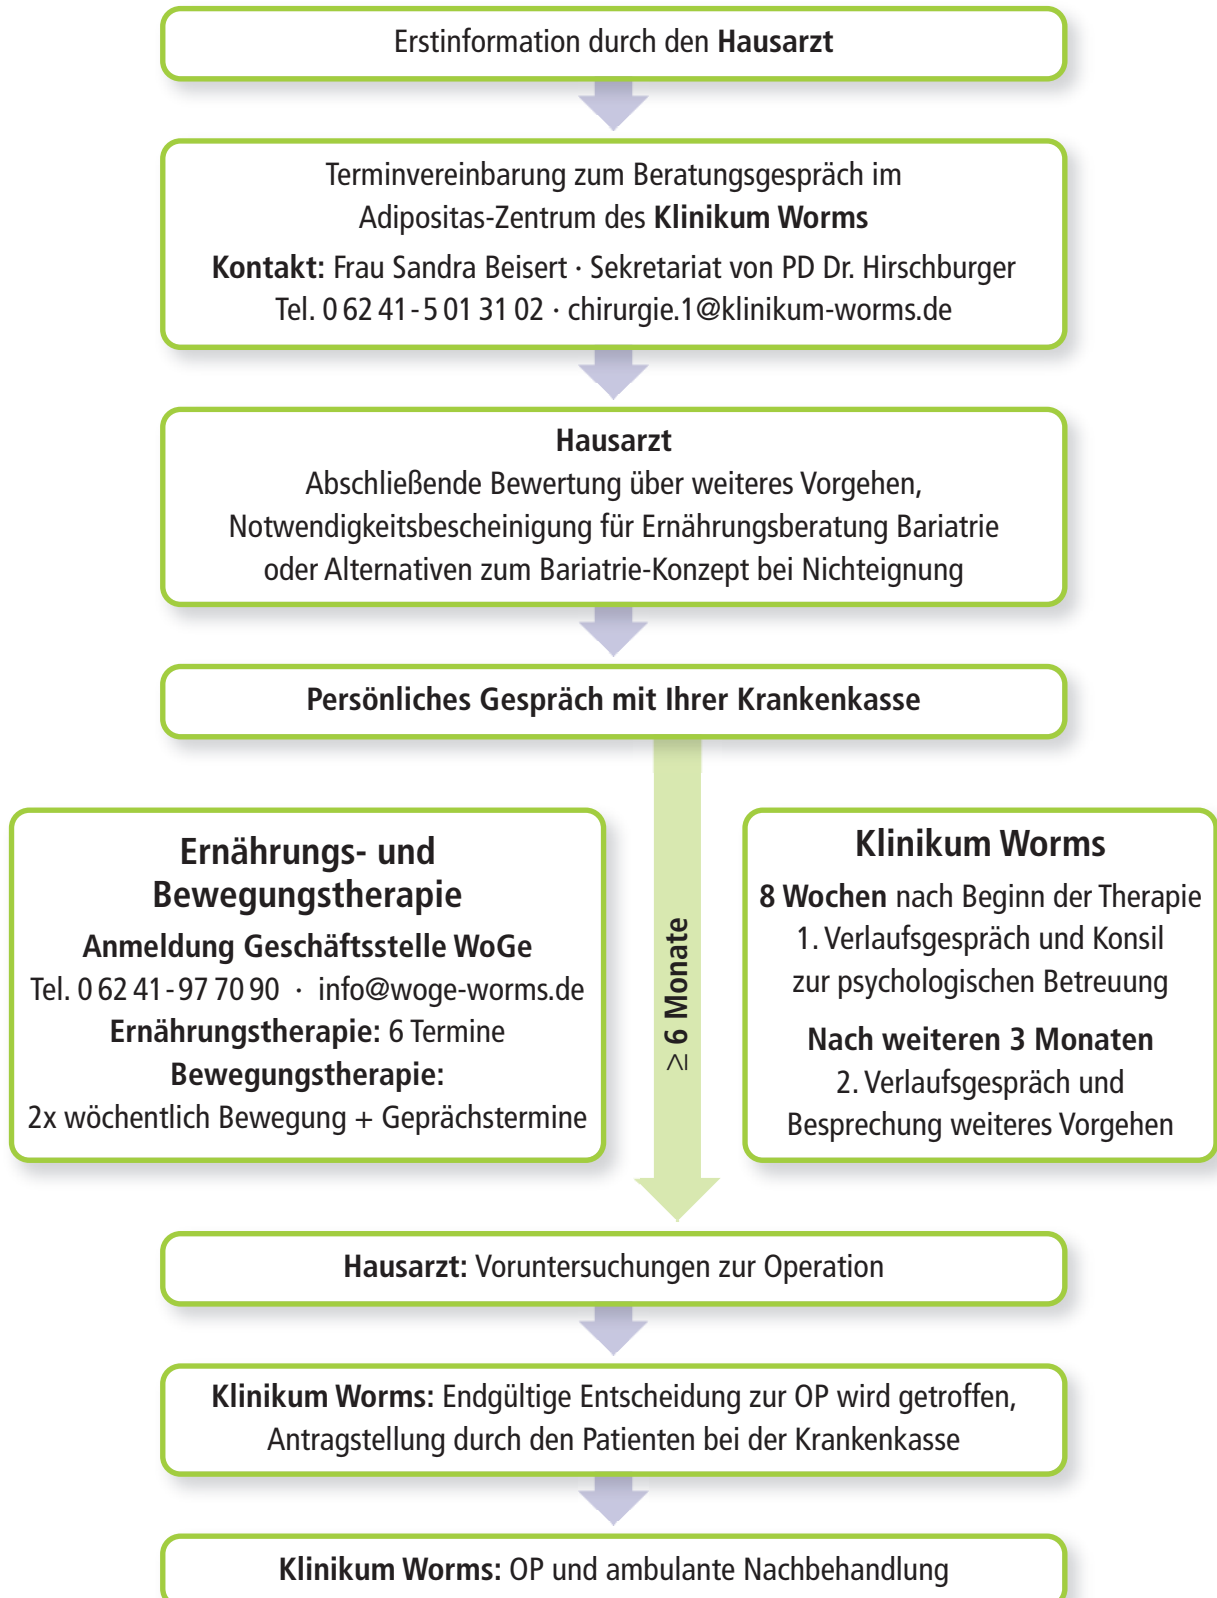 Erstinformation durch den Hausarzt
Terminvereinbarung zum Beratungsgespräch im
Adipositas-Zentrum des Klinikum Worms
Kontakt: Frau Sandra Beisert · Sekretariat von PD Dr. Hirschburger
Tel. 0 62 41 - 5 01 31 02 · chirurgie.1@klinikum-worms.de
Hausarzt
Abschließende Bewertung über weiteres Vorgehen,
Notwendigkeitsbescheinigung für Ernährungsberatung Bariatrie
oder Alternativen zum Bariatrie-Konzept bei Nichteignung
Persönliches Gespräch mit Ihrer Krankenkasse
Ernährungs- und
Bewegungstherapie
Anmeldung Geschäftsstelle WoGe
Tel. 0 62 41 - 97 70 90 · info@woge-worms.de
Ernährungstherapie: 6 Termine
Bewegungstherapie:
2x wöchentlich Bewegung + Geprächstermine
≥ 6 Monate
Klinikum Worms
8 Wochen nach Beginn der Therapie
1. Verlaufsgespräch und Konsil
zur psychologischen Betreuung
Nach weiteren 3 Monaten
2. Verlaufsgespräch und
Besprechung weiteres Vorgehen
Hausarzt: Voruntersuchungen zur Operation
Klinikum Worms: Endgültige Entscheidung zur OP wird getroffen,
Antragstellung durch den Patienten bei der Krankenkasse
Klinikum Worms: OP und ambulante Nachbehandlung